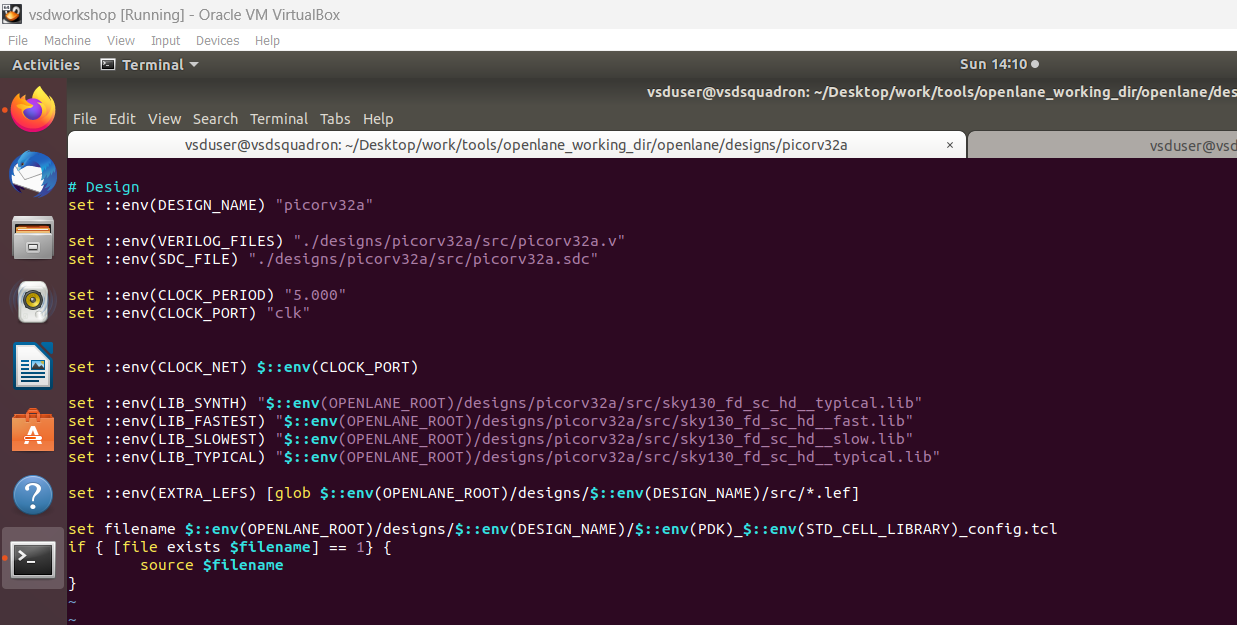 vsdworkshop [Running] - Oracle VM VirtualBox
File Machine View Input Devices Help
Activities Terminal Sun 14:10
vsduser@vsdsquadron: ~/Desktop/work/tools/openlane_working_dir/openlane/des
File Edit View Search Terminal Tabs Help
vsduser@vsdsquadron: ~/Desktop/work/tools/openlane_working_dir/openlane/designs/picorv32a × vsduser@vsd
# Design
set ::env(DESIGN_NAME) "picorv32a"
set ::env(VERILOG_FILES) "./designs/picorv32a/src/picorv32a.v"
set ::env(SDC_FILE) "./designs/picorv32a/src/picorv32a.sdc"
set ::env(CLOCK_PERIOD) "5.000"
set ::env(CLOCK_PORT) "clk"
set ::env(CLOCK_NET) $::env(CLOCK_PORT)
set ::env(LIB_SYNTH) "$::env(OPENLANE_ROOT)/designs/picorv32a/src/sky130_fd_sc_hd__typical.lib"
set ::env(LIB_FASTEST) "$::env(OPENLANE_ROOT)/designs/picorv32a/src/sky130_fd_sc_hd__fast.lib"
set ::env(LIB_SLOWEST) "$::env(OPENLANE_ROOT)/designs/picorv32a/src/sky130_fd_sc_hd__slow.lib"
set ::env(LIB_TYPICAL) "$::env(OPENLANE_ROOT)/designs/picorv32a/src/sky130_fd_sc_hd__typical.lib"
set ::env(EXTRA_LEFS) [glob $::env(OPENLANE_ROOT)/designs/$::env(DESIGN_NAME)/src/*.lef]
set filename $::env(OPENLANE_ROOT)/designs/$::env(DESIGN_NAME)/$::env(PDK)_$::env(STD_CELL_LIBRARY)_config.tcl
if { [file exists $filename] == 1} {
        source $filename
}
~
~